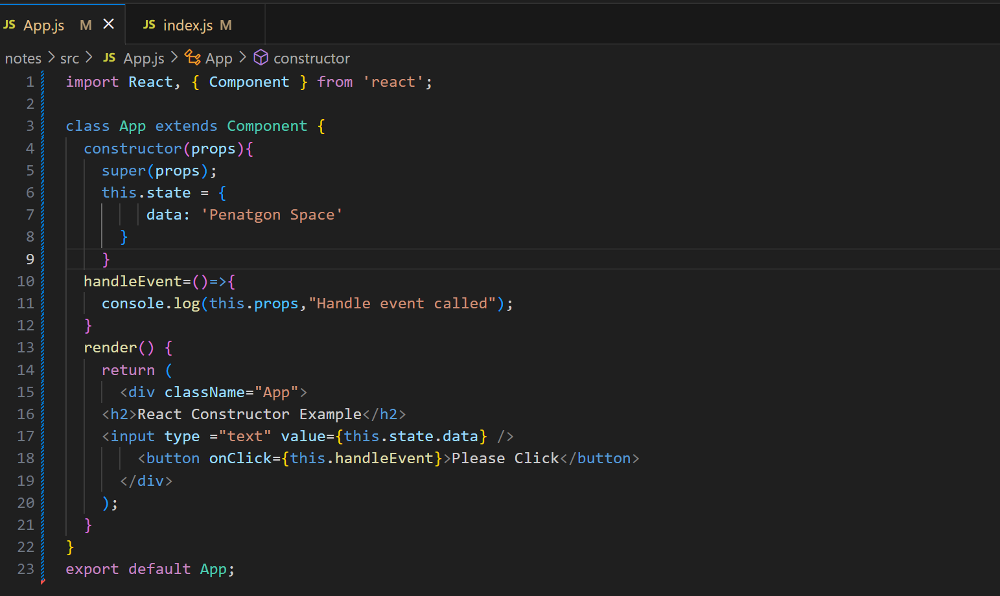 JS App.js M × JS index.js M
notes > src > JS App.js > App > constructor
1 import React, { Component } from 'react';
2
3 class App extends Component {
4 constructor(props){
5 super(props);
6 this.state = {
7 data: 'Penatgon Space'
8 }
9 }
10 handleEvent=()=>{
11 console.log(this.props,"Handle event called");
12 }
13 render() {
14 return (
15 <div className="App">
16 <h2>React Constructor Example</h2>
17 <input type ="text" value={this.state.data} />
18 <button onClick={this.handleEvent}>Please Click</button>
19 </div>
20 );
21 }
22 }
23 export default App;